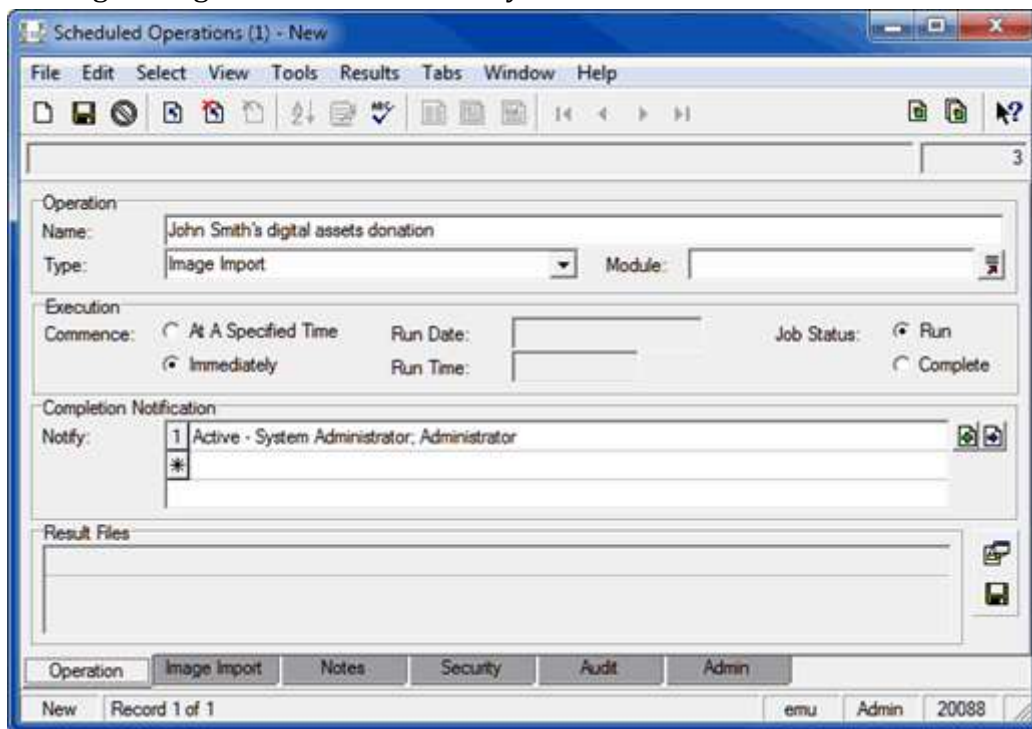 Scheduled Operations (1) - New
File Edit Select View Tools Results Tabs Window Help
3
Operation
Name: John Smith's digital assets donation
Type: Image Import Module:
Execution
Commence: At A Specified Time Run Date: Job Status: Run
Immediately Run Time: Complete
Completion Notification
Notify: 1 Active - System Administrator; Administrator
Result Files
Operation Image Import Notes Security Audit Admin
New Record 1 of 1 emu Admin 20088